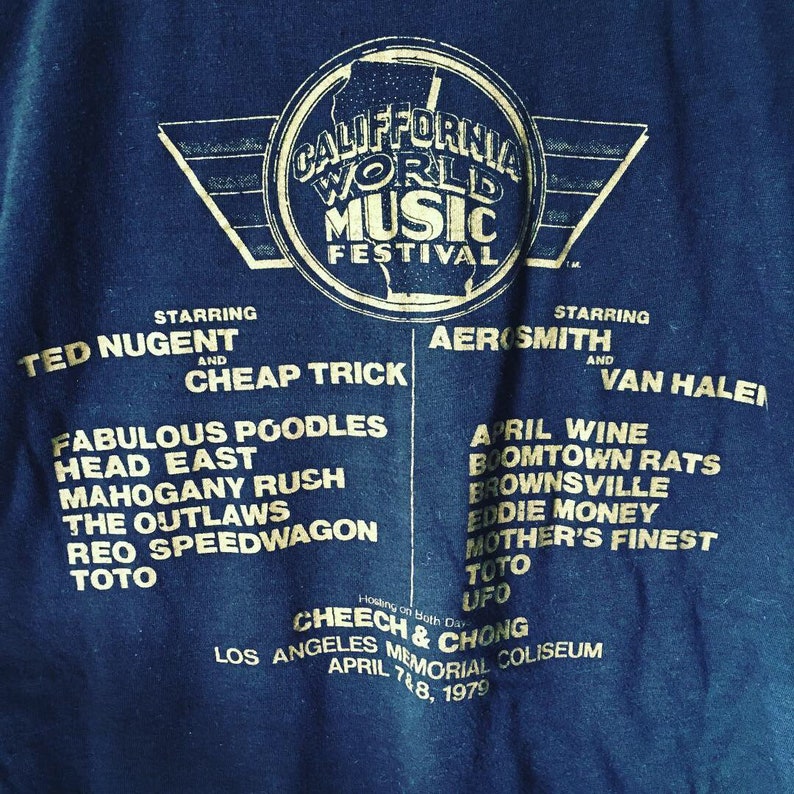 CALIFFORNIA
WORLD
MUSIC
FESTIVAL
T.M.
STARRING
TED NUGENT
AND
CHEAP TRICK
FABULOUS POODLES
HEAD EAST
MAHOGANY RUSH
THE OUTLAWS
REO SPEEDWAGON
TOTO
STARRING
AEROSMITH
AND
VAN HALEN
APRIL WINE
BOOMTOWN RATS
BROWNSVILLE
EDDIE MONEY
MOTHER'S FINEST
TOTO
UFO
Hosting on Both Days
CHEECH & CHONG
LOS ANGELES MEMORIAL COLISEUM
APRIL 7&8, 1979